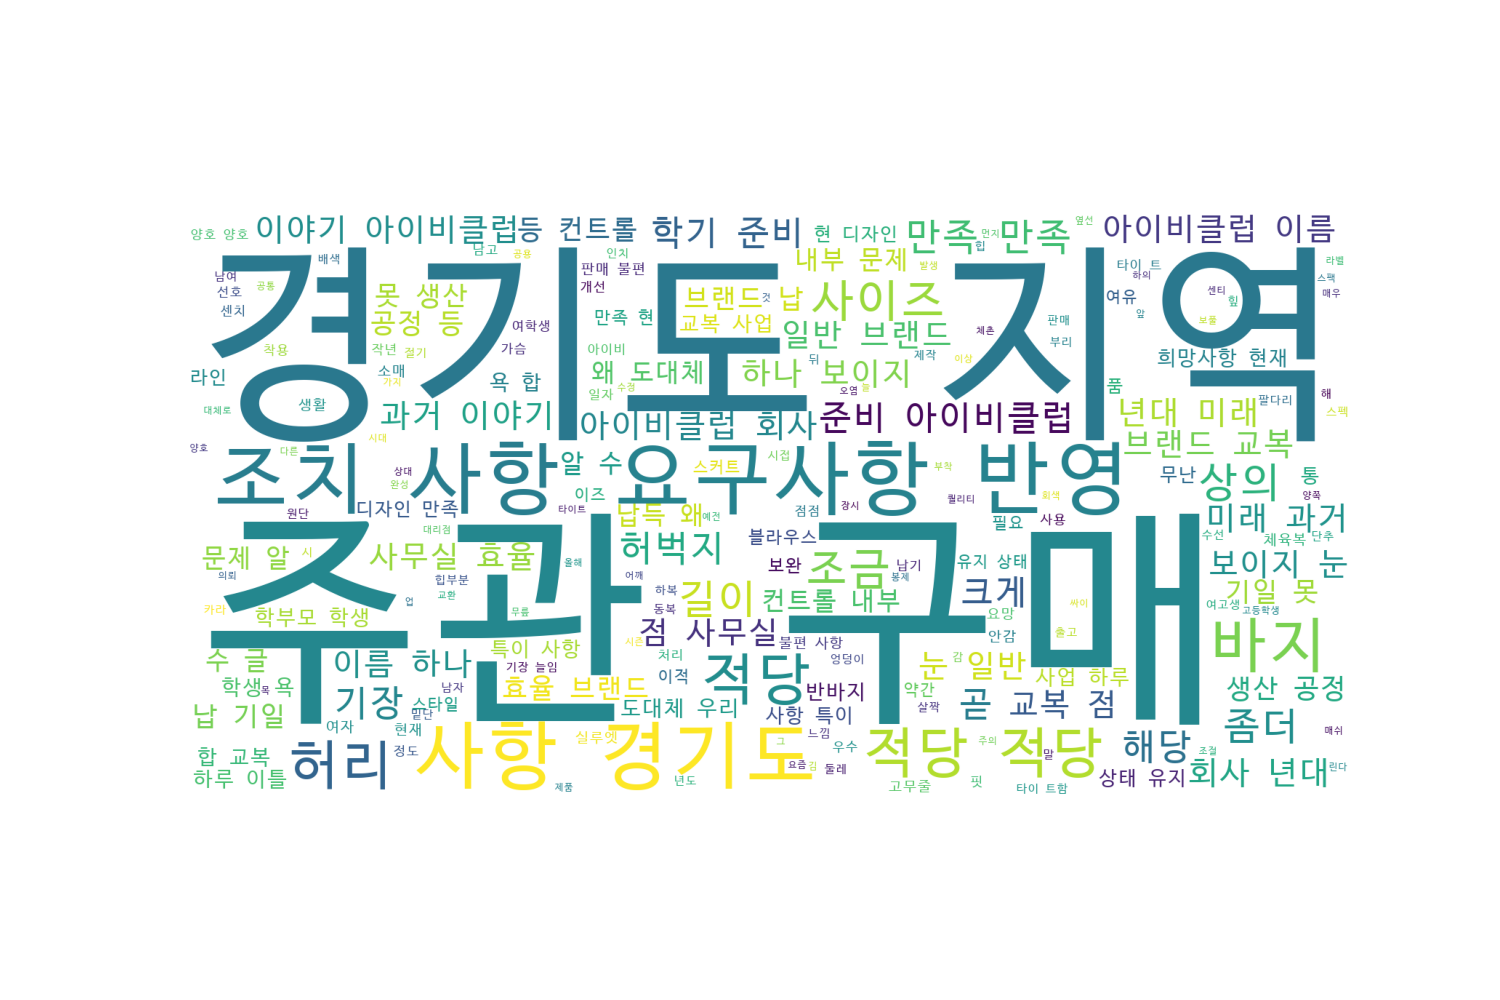 양호 양호 이야기 아이비클럽 등 컨트롤 학기 준비 현 디자인 만족 만족 옆선 아이비클럽 이름
남고 공용 인치 먼지 힙
배색 판매 불편 내부 문제 발생 타이 트 라벨
남여 공통 개선 하의 스팩
선호 못 생산 브랜드 것 납 사이즈 여유 센티 힢 매우
센치 공정 등 여학생 만족 현 교복 사업 일반 브랜드 체촌 앞 판매 보풀
경기도 지역
착용 작년 절기 가슴 아이비 뒤 제작 이상 부리 희망사항 현재
라인 소매 가지 욕 합 왜 도대체 하나 보이지 품 해
대체로 생활 일자 수정 오염 팔다리 스펙
과거 이야기 아이비클럽 회사 준비 아이비클럽 년대 미래
양호 시대 다른 브랜드 교복
조치 사항 요구사항 반영
상대 완성 알 수 스커트 시접 부착 무난 상의 통
이즈 퀄리티 회색 양쪽
원단 디자인 만족 타이트 납득 왜 예전 점점 잠시 필요 사용 미래 과거
대리점 블라우스 수선 체육복 단추
주관 구매
문제 알 시 사무실 효율 올해 허벅지 보완 조금 남기 유지 상태 보이지 눈
의뢰 힙부분 교환 어깨 하복 길이 컨트롤 내부 봉제 크게 기일 못
카라 업 무릎 동복 요망 싸이 여고생 고등학생
학부모 학생 점 사무실 불편 사항 안감 출고 바지
수 글 이름 하나 특이 사항 시즌 처리 적당 엉덩이 눈 감 일반
학생 욕 목 기장 늘임 이적 반바지 약간 사업 하루 생산 공정
기장 남자 스타일 효율 브랜드 도대체 우리 살짝 곧 교복 점
납 기일 여자 밑단 사항 특이 좀더
현재 실루엣 느낌 주의 매쉬
합 교복 허리 정도 사항 경기도 그 우수 적당 적당 말 해당 조절
하루 이틀 년도 요즘 김 둘레 상태 유지 회사 년대 린다
제품 고무줄 핏 타이 트함